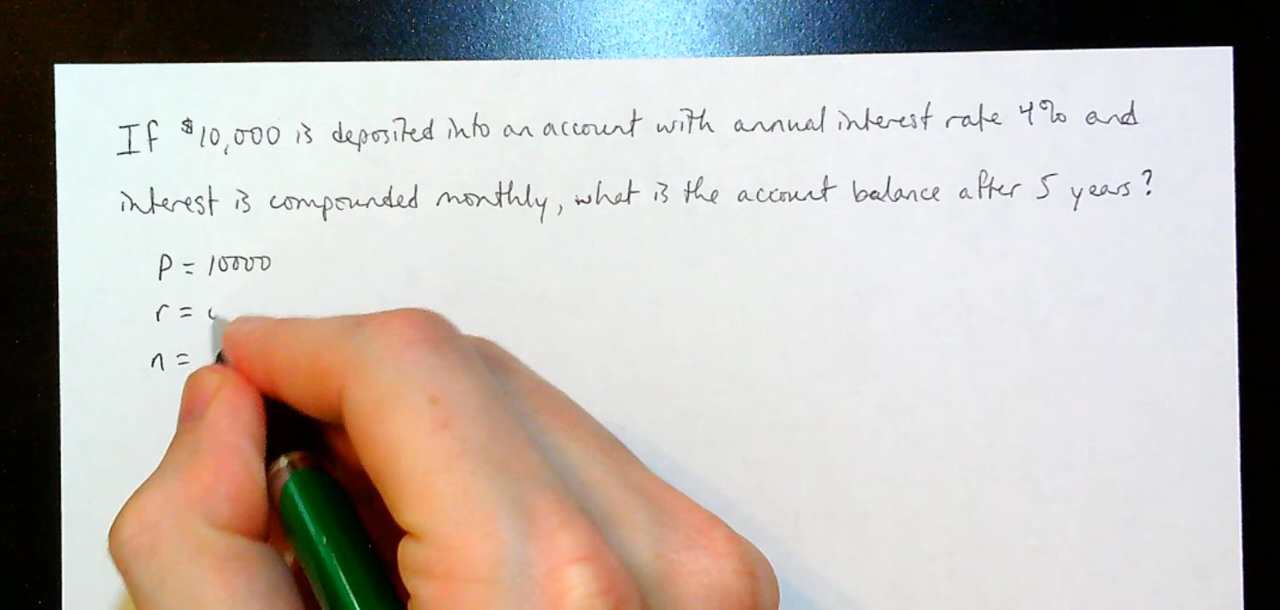 If $10,000 is deposited into an account with annual interest rate 4% and
interest is compounded monthly, what is the account balance after 5 years?
P = 10000
r =
n =